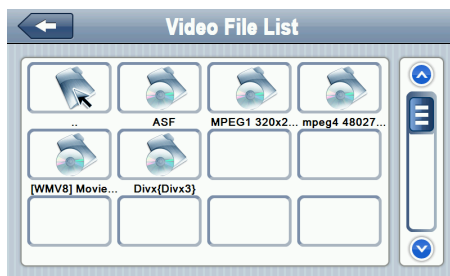 Video File List
..
ASF
MPEG1 320x2...
mpeg4 48027...
[WMV8] Movie...
Divx{Divx3}